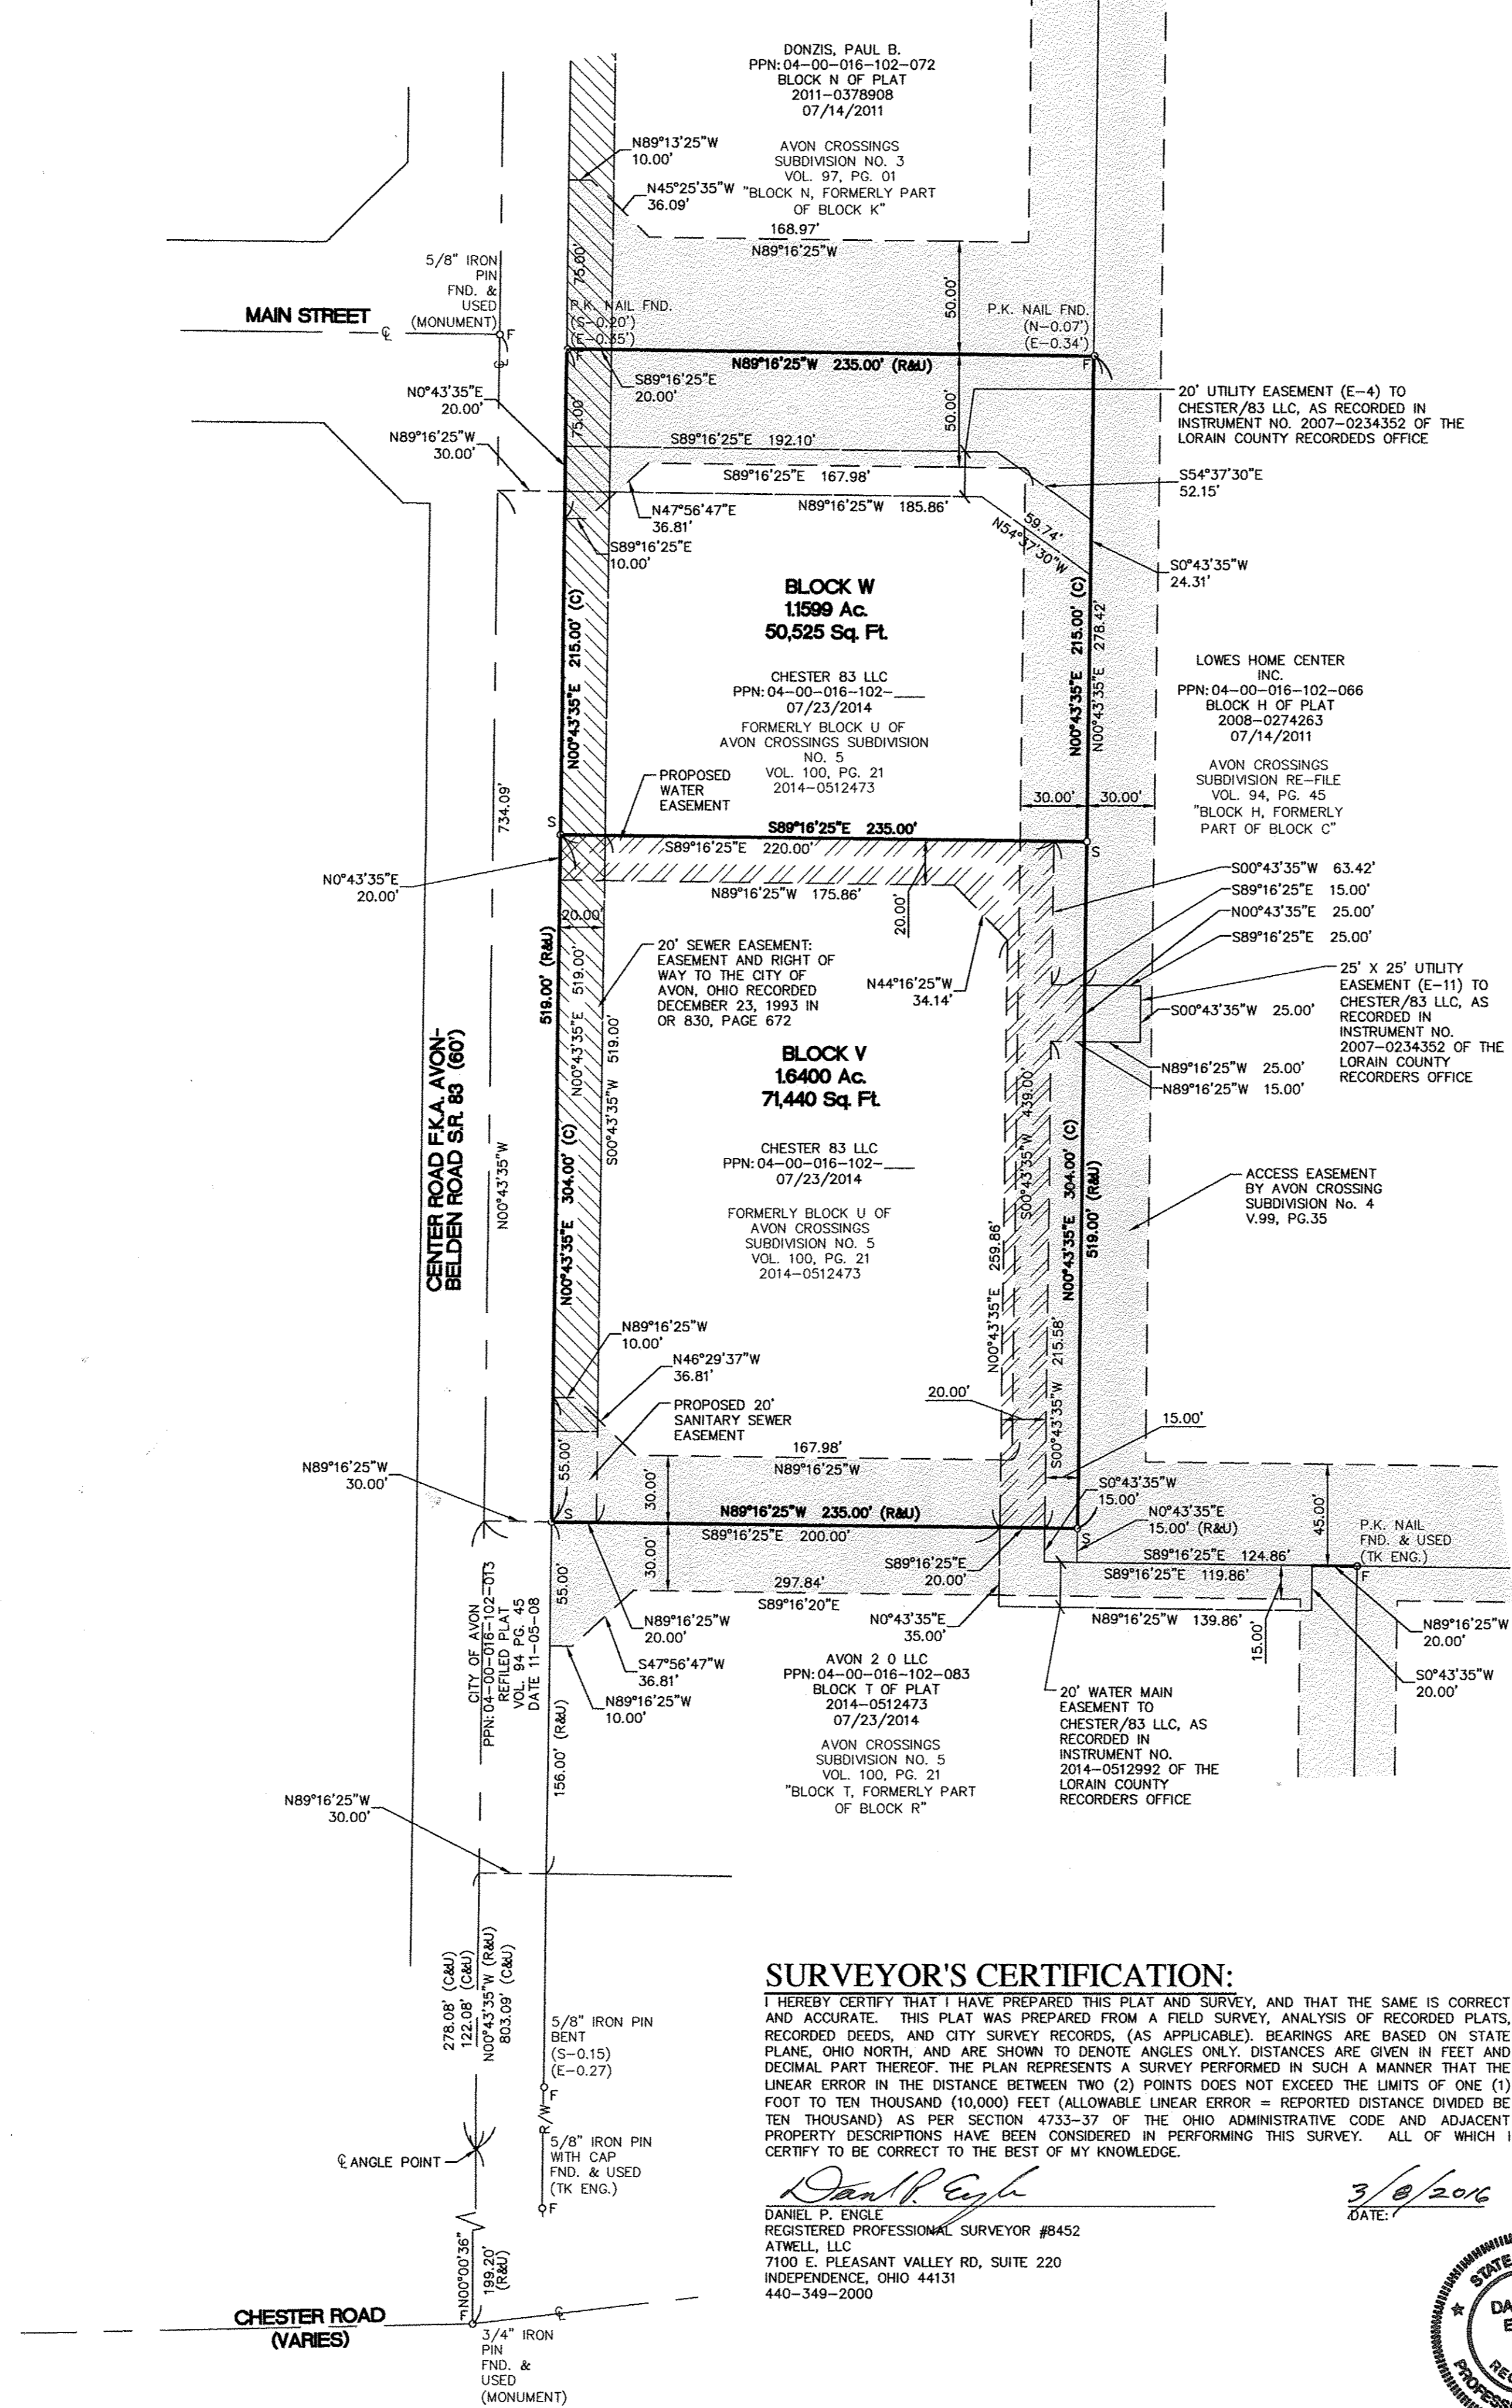 DONZIS, PAUL B.
PPN: 04-00-016-102-072
BLOCK N OF PLAT
2011-0378908
07/14/2011
AVON CROSSINGS
SUBDIVISION NO. 3
VOL. 97, PG. 01
"BLOCK N, FORMERLY PART
OF BLOCK K"
N89°13'25"W
10.00'
N45°25'35"W
36.09'
168.97'
N89°16'25"W
75.00'
50.00'
5/8" IRON
PIN
FND. &
USED
(MONUMENT)
F
MAIN STREET
℄
℄
P.K. NAIL FND.
(S-0.20')
(E-0.35')
F
P.K. NAIL FND.
(N-0.07')
(E-0.34')
F
N89°16'25"W 235.00' (R&U)
S89°16'25"E
20.00'
N0°43'35"E
20.00'
75.00'
50.00'
20' UTILITY EASEMENT (E-4) TO
CHESTER/83 LLC, AS RECORDED IN
INSTRUMENT NO. 2007-0234352 OF THE
LORAIN COUNTY RECORDEDS OFFICE
N89°16'25"W
30.00'
S89°16'25"E 192.10'
S89°16'25"E 167.98'
S54°37'30"E
52.15'
N47°56'47"E
36.81'
N89°16'25"W 185.86'
59.74'
N54°37'30"W
S89°16'25"E
10.00'
S0°43'35"W
24.31'
BLOCK W
1.1599 Ac.
50,525 Sq. Ft.
N00°43'35"E 215.00' (C)
N00°43'35"E 215.00' (C)
N00°43'35"E 278.42'
CHESTER 83 LLC
PPN: 04-00-016-102-____
07/23/2014
FORMERLY BLOCK U OF
AVON CROSSINGS SUBDIVISION
NO. 5
VOL. 100, PG. 21
2014-0512473
LOWES HOME CENTER
INC.
PPN: 04-00-016-102-066
BLOCK H OF PLAT
2008-0274263
07/14/2011
AVON CROSSINGS
SUBDIVISION RE-FILE
VOL. 94, PG. 45
"BLOCK H, FORMERLY
PART OF BLOCK C"
734.09'
PROPOSED
WATER
EASEMENT
30.00' 30.00'
S
S89°16'25"E 235.00'
S89°16'25"E 220.00'
S
N0°43'35"E
20.00'
N89°16'25"W 175.86'
20.00'
20.00'
S00°43'35"W 63.42'
S89°16'25"E 15.00'
N00°43'35"E 25.00'
S89°16'25"E 25.00'
20' SEWER EASEMENT:
EASEMENT AND RIGHT OF
WAY TO THE CITY OF
AVON, OHIO RECORDED
DECEMBER 23, 1993 IN
OR 830, PAGE 672
N44°16'25"W
34.14'
25' X 25' UTILITY
EASEMENT (E-11) TO
CHESTER/83 LLC, AS
RECORDED IN
INSTRUMENT NO.
2007-0234352 OF THE
LORAIN COUNTY
RECORDERS OFFICE
S00°43'35"W 25.00'
N89°16'25"W 25.00'
N89°16'25"W 15.00'
519.00' (R&U)
N00°43'35"E 519.00'
S00°43'35"W 519.00'
BLOCK V
1.6400 Ac.
71,440 Sq. Ft.
CENTER ROAD F.K.A. AVON-
BELDEN ROAD S.R. 83 (60')
N00°43'35"W
N00°43'35"E 304.00' (C)
CHESTER 83 LLC
PPN: 04-00-016-102-____
07/23/2014
FORMERLY BLOCK U OF
AVON CROSSINGS
SUBDIVISION NO. 5
VOL. 100, PG. 21
2014-0512473
S00°43'35"W 439.00'
N00°43'35"E 304.00' (C)
519.00' (R&U)
N00°43'35"E 259.86'
ACCESS EASEMENT
BY AVON CROSSING
SUBDIVISION No. 4
V.99, PG.35
N89°16'25"W
10.00'
N46°29'37"W
36.81'
S00°43'35"W 215.58'
20.00'
15.00'
PROPOSED 20'
SANITARY SEWER
EASEMENT
167.98'
N89°16'25"W
55.00'
30.00'
N89°16'25"W
30.00'
S
N89°16'25"W 235.00' (R&U)
S89°16'25"E 200.00'
S
S0°43'35"W
15.00'
N0°43'35"E
15.00' (R&U)
45.00'
P.K. NAIL
FND. & USED
(TK ENG.)
F
S89°16'25"E 124.86'
S89°16'25"E
20.00'
S89°16'25"E 119.86'
55.00'
30.00'
297.84'
S89°16'20"E
N0°43'35"E
35.00'
N89°16'25"W 139.86'
15.00'
N89°16'25"W
20.00'
S0°43'35"W
20.00'
N89°16'25"W
20.00'
S47°56'47"W
36.81'
N89°16'25"W
10.00'
CITY OF AVON
PPN: 04-00-016-102-013
REFILED PLAT
VOL. 94 PG. 45
DATE 11-05-08
156.00' (R&U)
AVON 2 0 LLC
PPN: 04-00-016-102-083
BLOCK T OF PLAT
2014-0512473
07/23/2014
AVON CROSSINGS
SUBDIVISION NO. 5
VOL. 100, PG. 21
"BLOCK T, FORMERLY PART
OF BLOCK R"
20' WATER MAIN
EASEMENT TO
CHESTER/83 LLC, AS
RECORDED IN
INSTRUMENT NO.
2014-0512992 OF THE
LORAIN COUNTY
RECORDERS OFFICE
N89°16'25"W
30.00'
278.08' (C&U)
122.08' (C&U)
N00°43'35"W (R&U)
803.09' (C&U)
5/8" IRON PIN
BENT
(S-0.15)
(E-0.27)
F
R/W
5/8" IRON PIN
WITH CAP
FND. & USED
(TK ENG.)
F
℄ ANGLE POINT
N00°00'36"
199.20'
(R&U)
CHESTER ROAD
(VARIES)
F
℄
3/4" IRON
PIN
FND. &
USED
(MONUMENT)
SURVEYOR'S CERTIFICATION:
I HEREBY CERTIFY THAT I HAVE PREPARED THIS PLAT AND SURVEY, AND THAT THE SAME IS CORRECT
AND ACCURATE. THIS PLAT WAS PREPARED FROM A FIELD SURVEY, ANALYSIS OF RECORDED PLATS,
RECORDED DEEDS, AND CITY SURVEY RECORDS, (AS APPLICABLE). BEARINGS ARE BASED ON STATE
PLANE, OHIO NORTH, AND ARE SHOWN TO DENOTE ANGLES ONLY. DISTANCES ARE GIVEN IN FEET AND
DECIMAL PART THEREOF. THE PLAN REPRESENTS A SURVEY PERFORMED IN SUCH A MANNER THAT THE
LINEAR ERROR IN THE DISTANCE BETWEEN TWO (2) POINTS DOES NOT EXCEED THE LIMITS OF ONE (1)
FOOT TO TEN THOUSAND (10,000) FEET (ALLOWABLE LINEAR ERROR = REPORTED DISTANCE DIVIDED BE
TEN THOUSAND) AS PER SECTION 4733-37 OF THE OHIO ADMINISTRATIVE CODE AND ADJACENT
PROPERTY DESCRIPTIONS HAVE BEEN CONSIDERED IN PERFORMING THIS SURVEY. ALL OF WHICH I
CERTIFY TO BE CORRECT TO THE BEST OF MY KNOWLEDGE.
Danl P. Engle
3/8/2016
DANIEL P. ENGLE
DATE:
REGISTERED PROFESSIONAL SURVEYOR #8452
ATWELL, LLC
7100 E. PLEASANT VALLEY RD, SUITE 220
INDEPENDENCE, OHIO 44131
440-349-2000
STATE
DA
E
REG
PROFESS